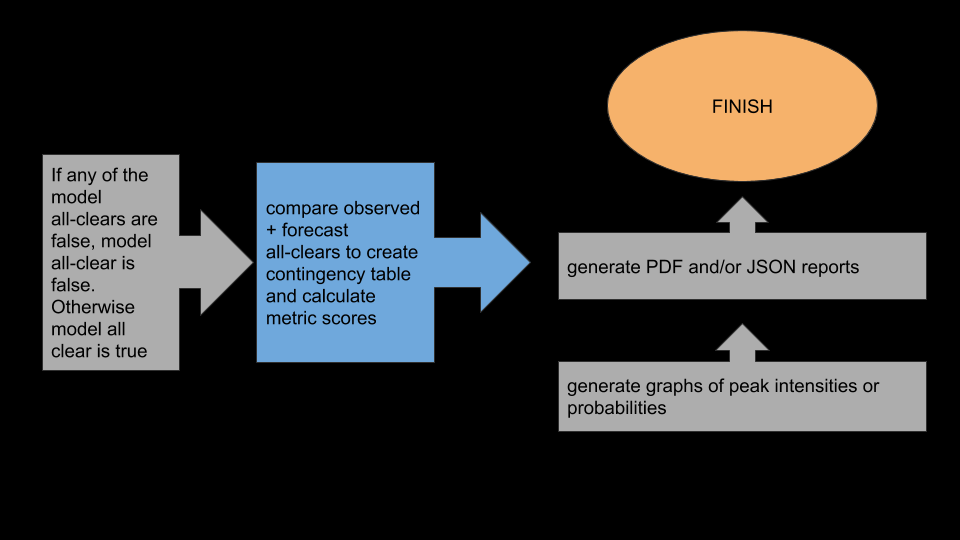 If any of the
model
all-clears are
false, model
all-clear is
false.
Otherwise
model all
clear is true
compare observed
+ forecast
all-clears to create
contingency table
and calculate
metric scores
FINISH
generate PDF and/or JSON reports
generate graphs of peak intensities or
probabilities